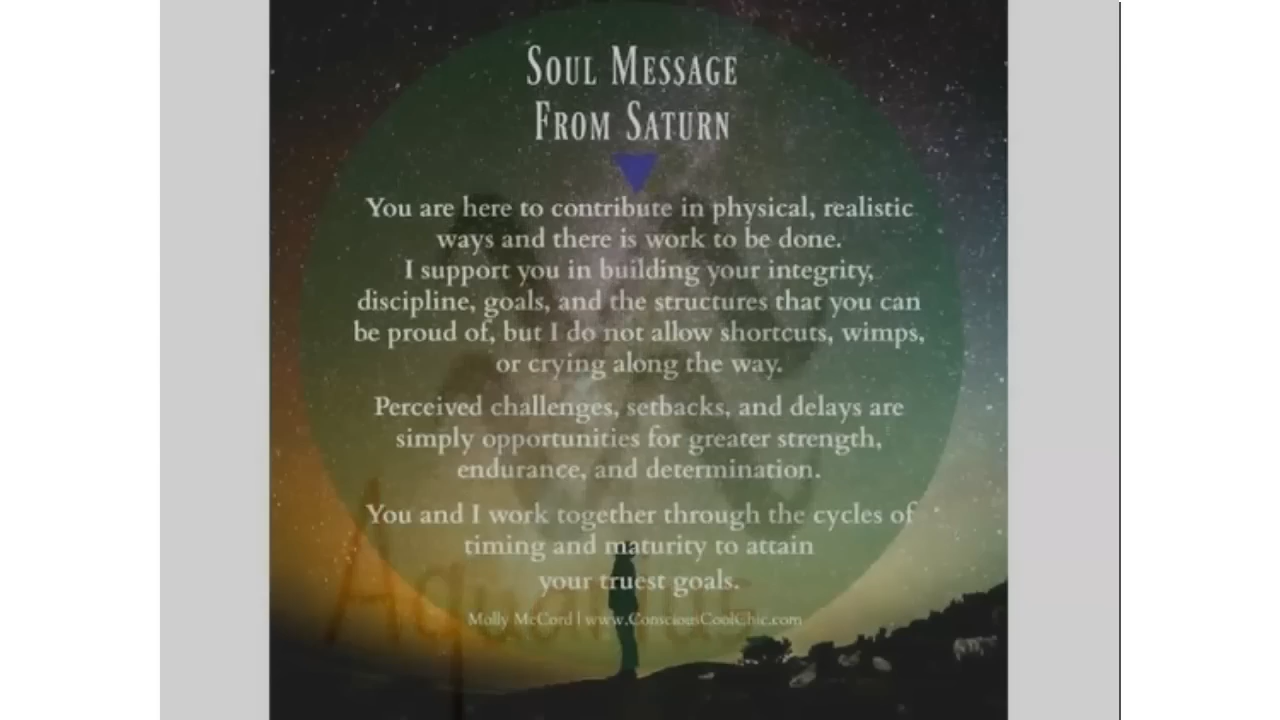 SOUL MESSAGE
FROM SATURN
You are here to contribute in physical, realistic
ways and there is work to be done.
I support you in building your integrity,
discipline, goals, and the structures that you can
be proud of, but I do not allow shortcuts, wimps,
or crying along the way.
Perceived challenges, setbacks, and delays are
simply opportunities for greater strength,
endurance, and determination.
You and I work together through the cycles of
timing and maturity to attain
your truest goals.
Aquarius
Molly McCord | www.ConsciousCoolChic.com